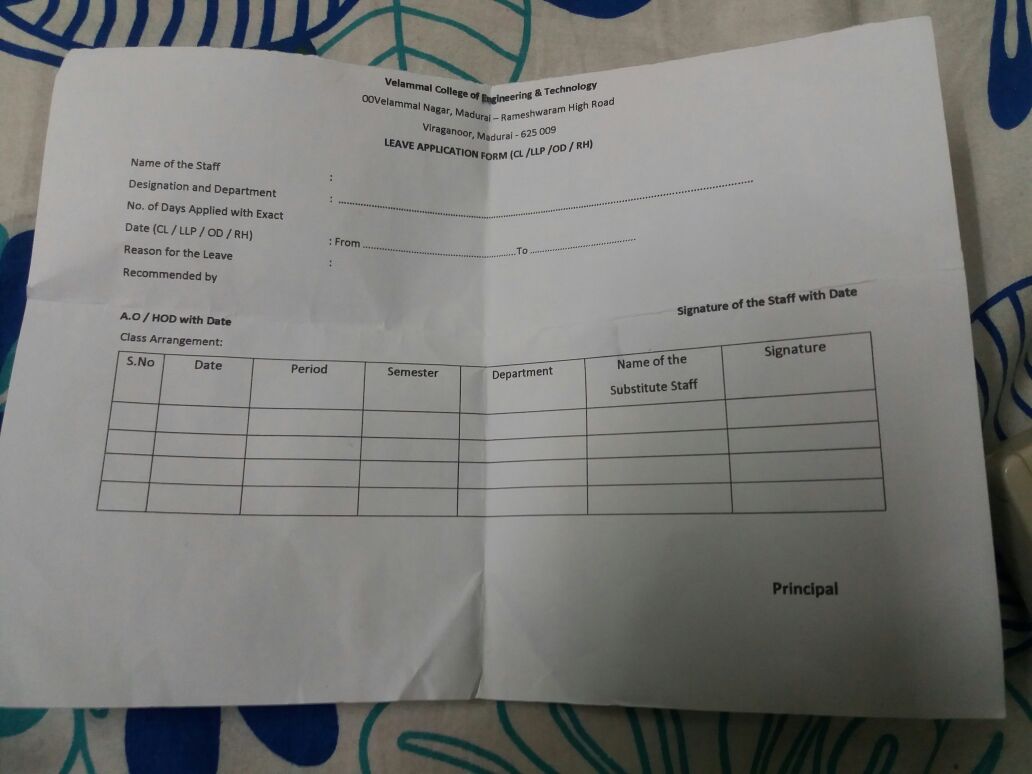 Velammal College of Engineering & Technology
00Velammal Nagar, Madurai – Rameshwaram High Road
Viraganoor, Madurai - 625 009
LEAVE APPLICATION FORM (CL /LLP /OD / RH)
Name of the Staff :
Designation and Department : ........................................................................
No. of Days Applied with Exact
Date (CL / LLP / OD / RH) : From ..........................To ..........................
Reason for the Leave :
Recommended by
Signature of the Staff with Date
A.O / HOD with Date
Class Arrangement:
S.No Date Period Semester Department Name of the Substitute Staff Signature
Principal